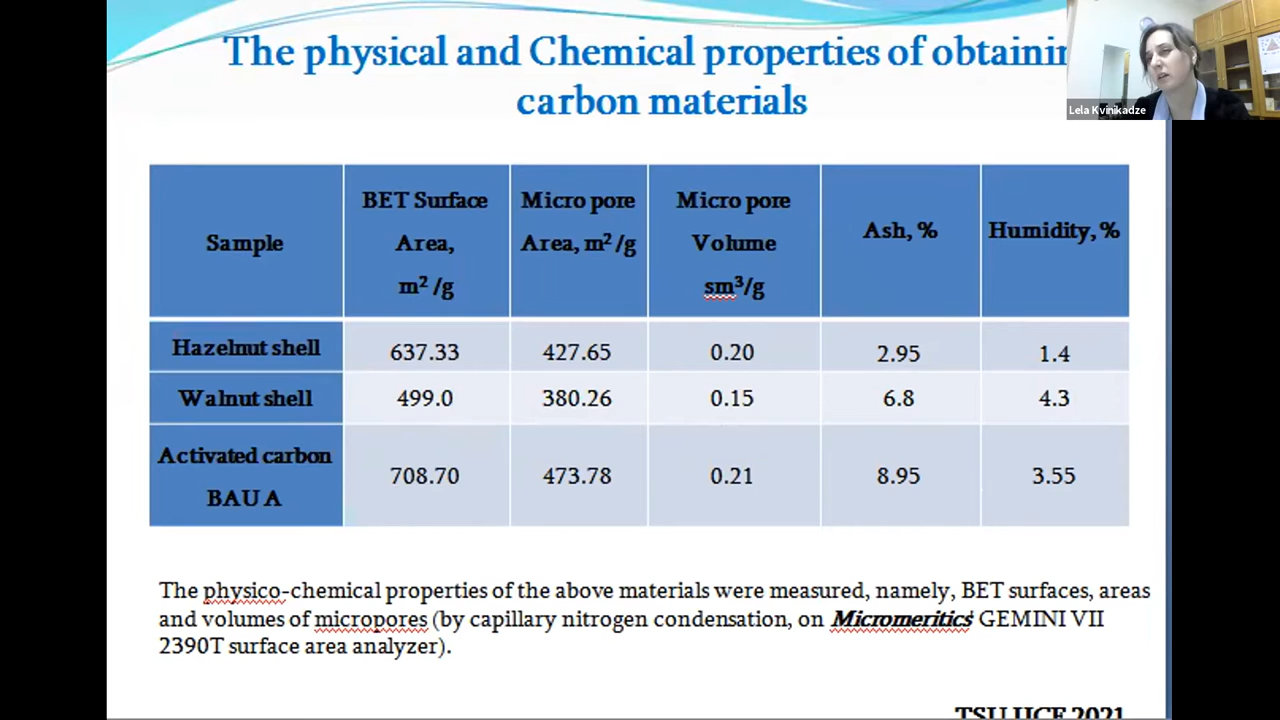 The physical and Chemical properties of obtainin
carbon materials
Lela Kvinikadze
Sample
BET Surface
Area,
m² /g
Micro pore
Area, m² /g
Micro pore
Volume
sm³/g
Ash, %
Humidity, %
Hazelnut shell
637.33
427.65
0.20
2.95
1.4
Walnut shell
499.0
380.26
0.15
6.8
4.3
Activated carbon
BAU A
708.70
473.78
0.21
8.95
3.55
The physico-chemical properties of the above materials were measured, namely, BET surfaces, areas
and volumes of micropores (by capillary nitrogen condensation, on Micromeritics' GEMINI VII
2390T surface area analyzer).
TSU IICE 2021